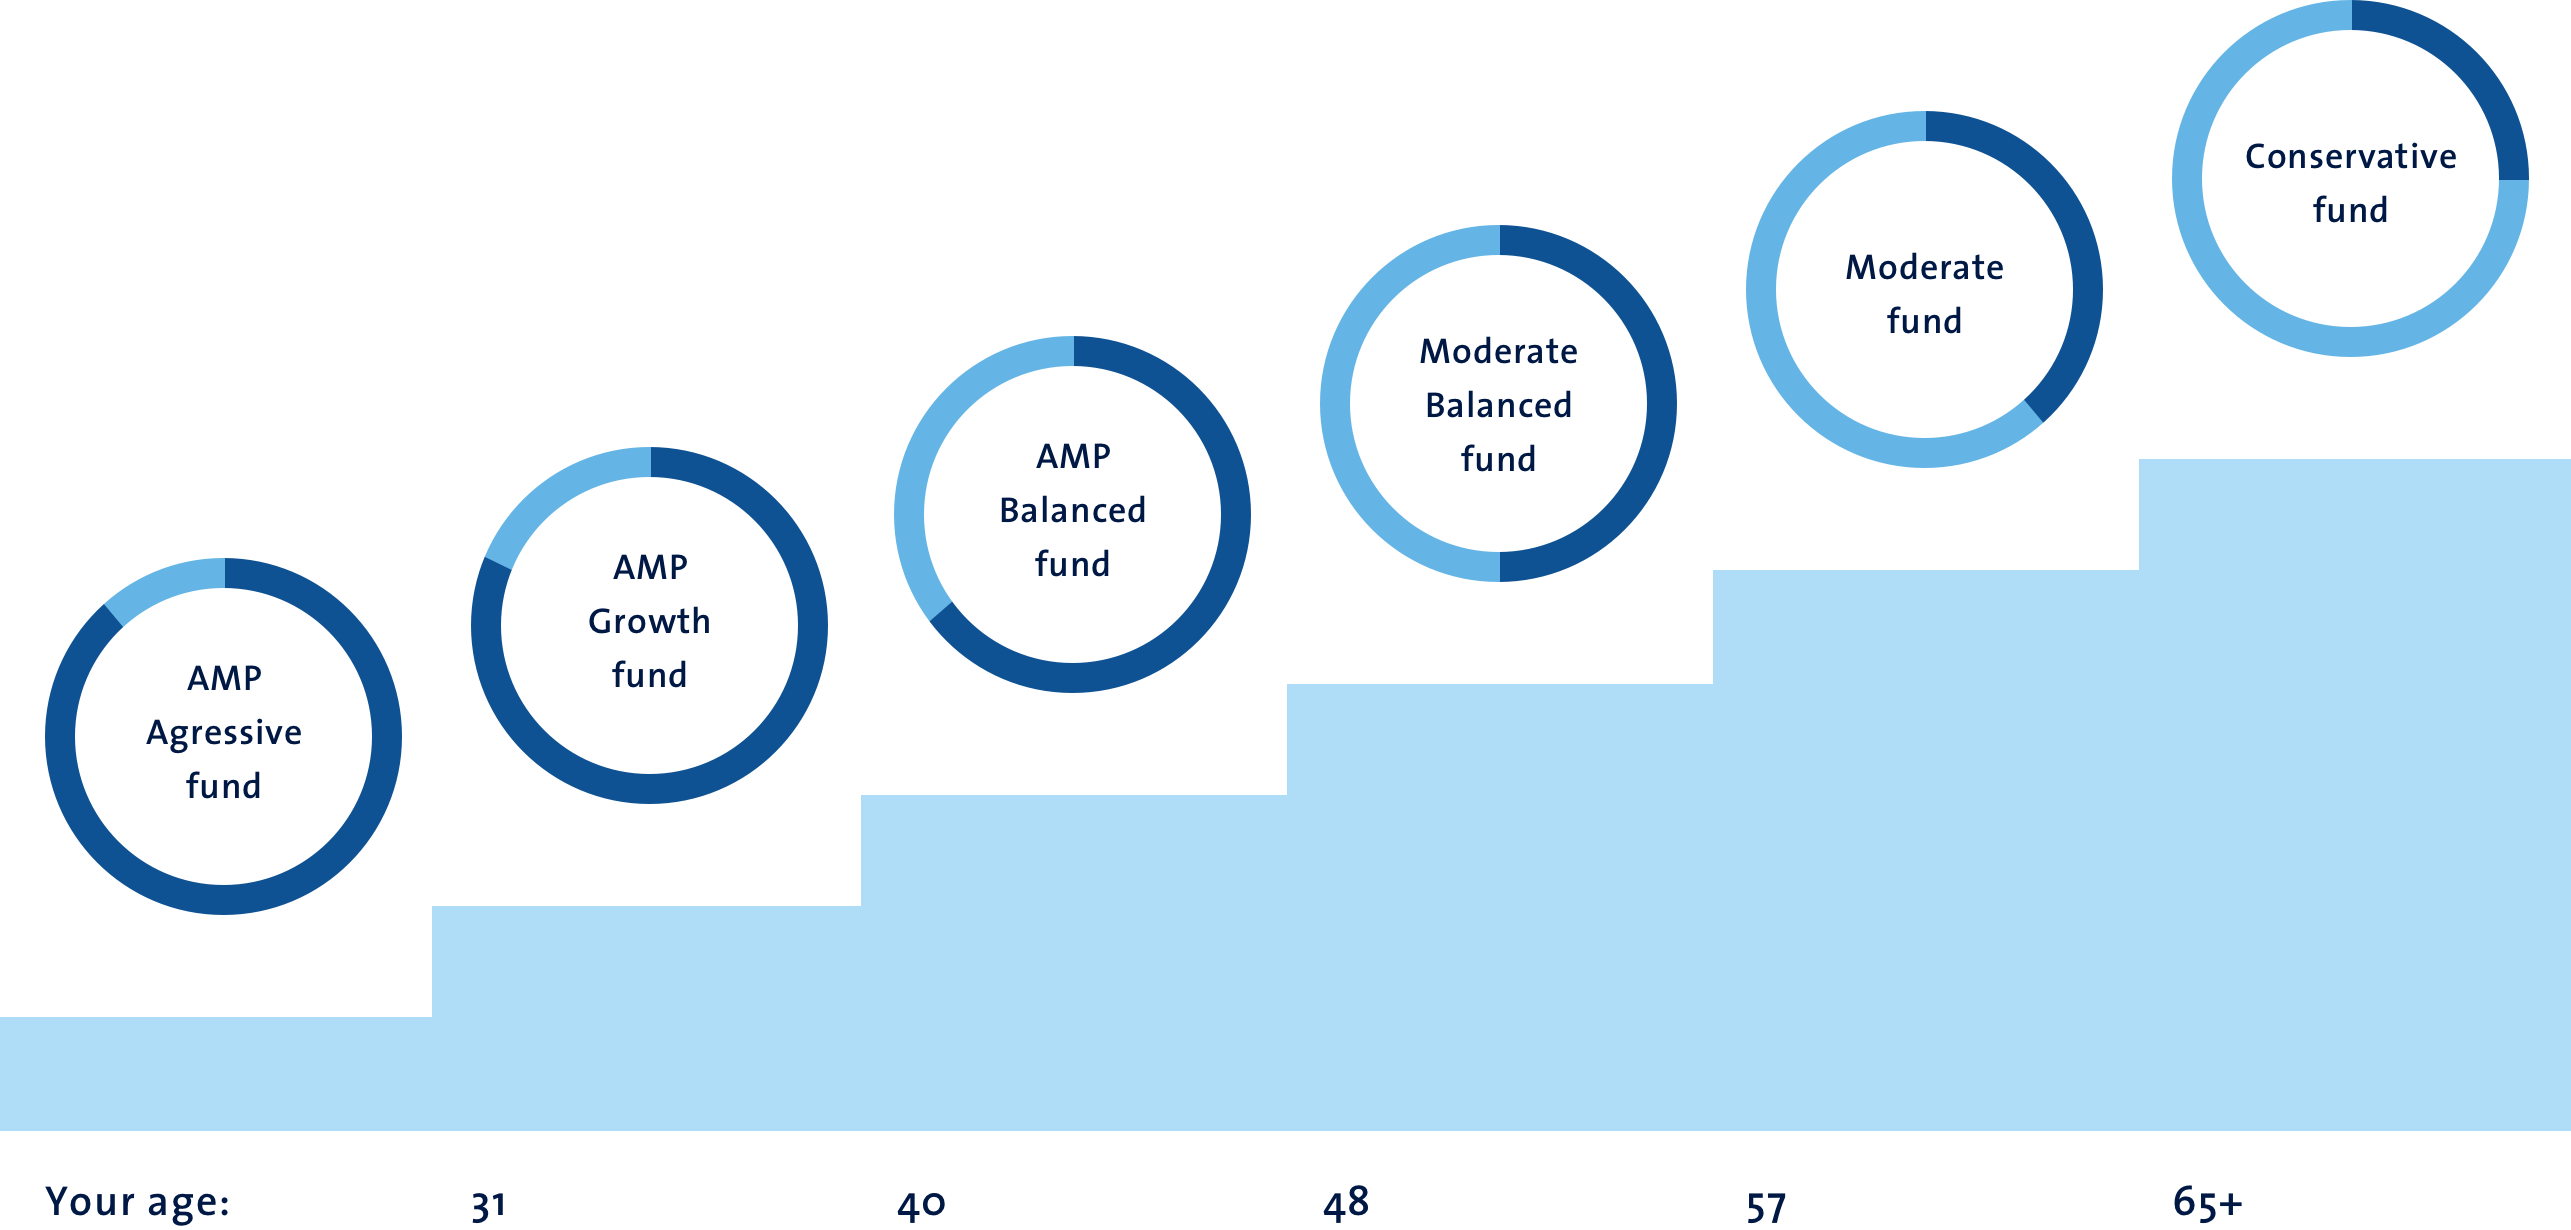 AMP
Agressive
fund
AMP
Growth
fund
AMP
Balanced
fund
Moderate
Balanced
fund
Moderate
fund
Conservative
fund
Your age:
31
40
48
57
65+